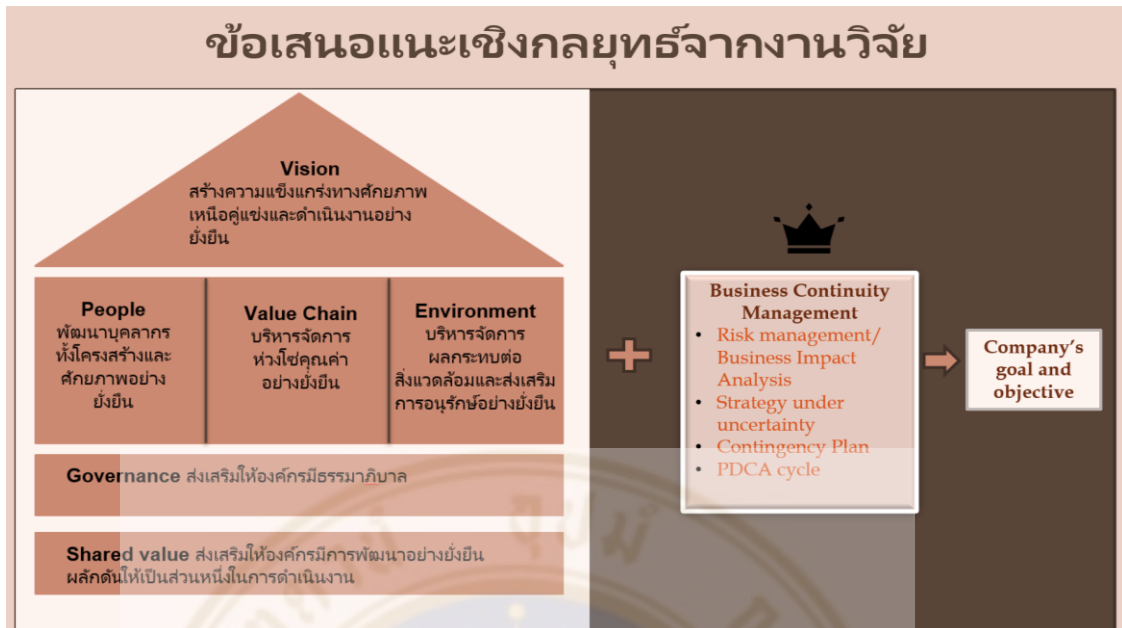 ข้อเสนอแนะเชิงกลยุทธ์จากงานวิจัย
Vision
สร้างความแข็งแกร่งทางศักยภาพ
เหนือคู่แข่งและดำเนินงานอย่าง
ยั่งยืน
People
พัฒนาบุคลากร
ทั้งโครงสร้างและ
ศักยภาพอย่าง
ยั่งยืน
Value Chain
บริหารจัดการ
ห่วงโซ่คุณค่า
อย่างยั่งยืน
Environment
บริหารจัดการ
ผลกระทบต่อ
สิ่งแวดล้อมและส่งเสริม
การอนุรักษ์อย่างยั่งยืน
Governance ส่งเสริมให้องค์กรมีธรรมาภิบาล
Shared value ส่งเสริมให้องค์กรมีการพัฒนาอย่างยั่งยืน
ผลักดันให้เป็นส่วนหนึ่งในการดำเนินงาน
Business Continuity
Management
• Risk management/
Business Impact
Analysis
• Strategy under
uncertainty
• Contingency Plan
• PDCA cycle
Company's
goal and
objective